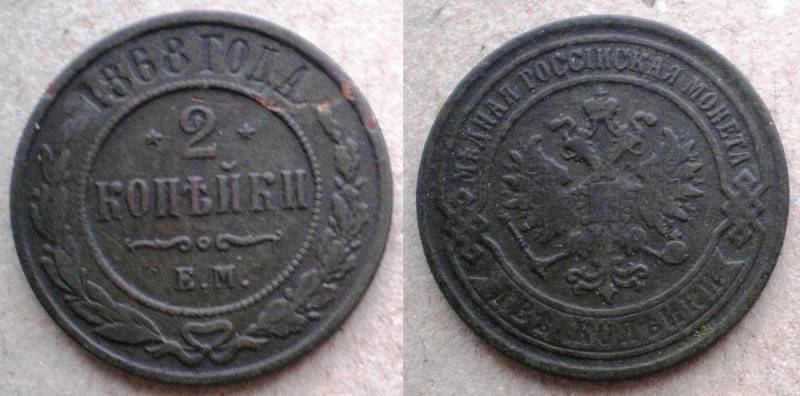 1868 ГОДА
2
КОПѢЙКИ
Е.М.
МѢДНАЯ РОССІЙСКАЯ МОНЕТА
ДВѢ КОПѢЙКИ